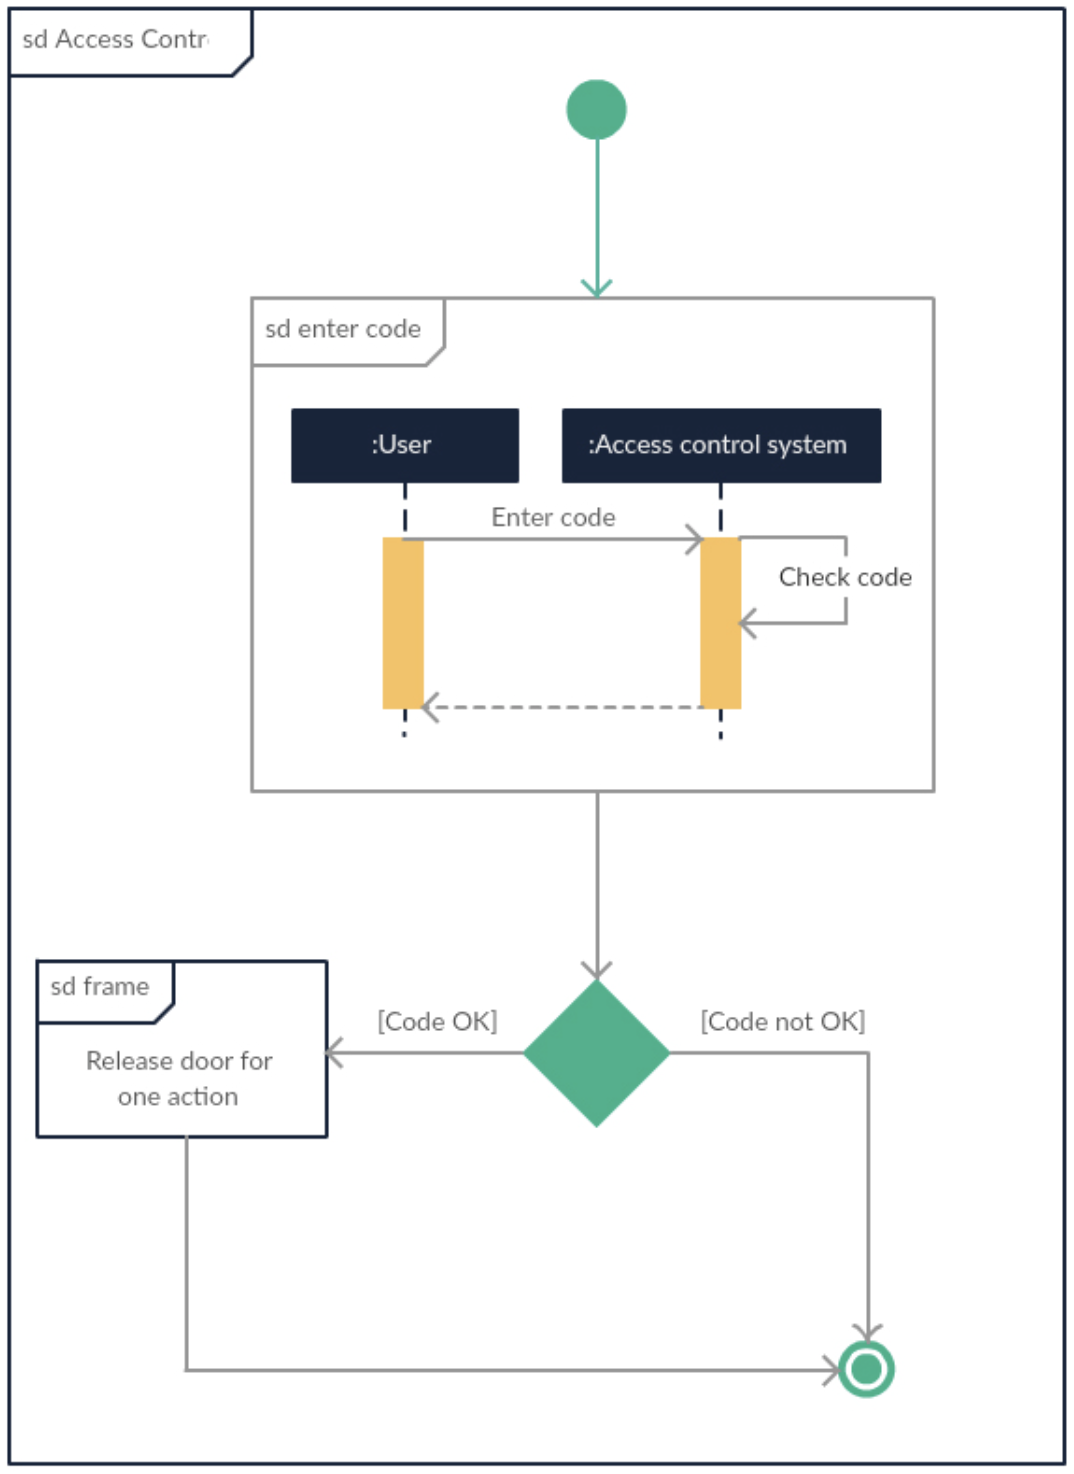 sd Access Contr
sd enter code
:User
:Access control system
Enter code
Check code
sd frame
[Code OK]
[Code not OK]
Release door for
one action